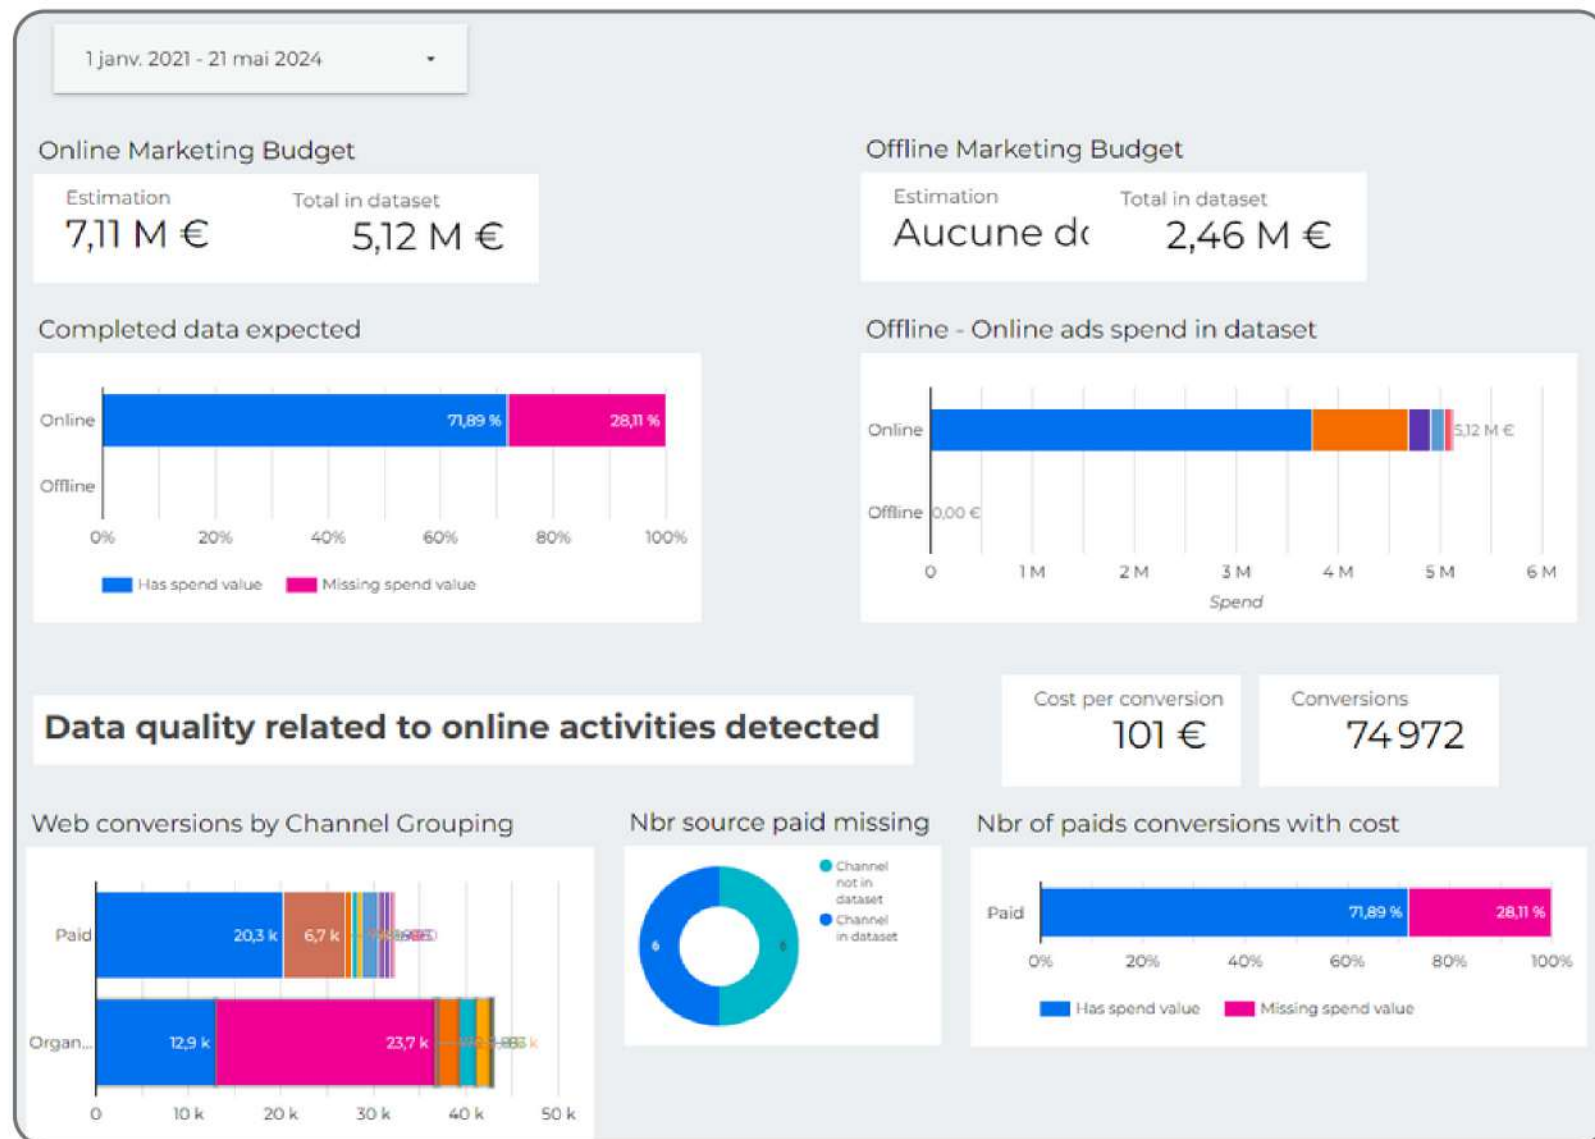 1 janv. 2021 - 21 mai 2024
Online Marketing Budget
Estimation
7,11 M €
Total in dataset
5,12 M €
Offline Marketing Budget
Estimation
Aucune
Total in dataset
2,46 M €
Completed data expected
Online
71,89 %
28,11 %
Offline
0% 20% 40% 60% 80% 100%
Has spend value Missing spend value
Offline - Online ads spend in dataset
Online
5,12 M €
Offline
0,00 €
0 1 M 2 M 3 M 4 M 5 M 6 M
Spend
Data quality related to online activities detected
Cost per conversion
101 €
Conversions
74 972
Web conversions by Channel Grouping
Paid
20,3 k
6,7 k
Organ...
12,9 k
23,7 k
0 10 k 20 k 30 k 40 k 50 k
Nbr source paid missing
6
6
Channel
not in
dataset
Channel
in dataset
Nbr of paids conversions with cost
Paid
71,89 %
28,11 %
0% 20% 40% 60% 80% 100%
Has spend value Missing spend value